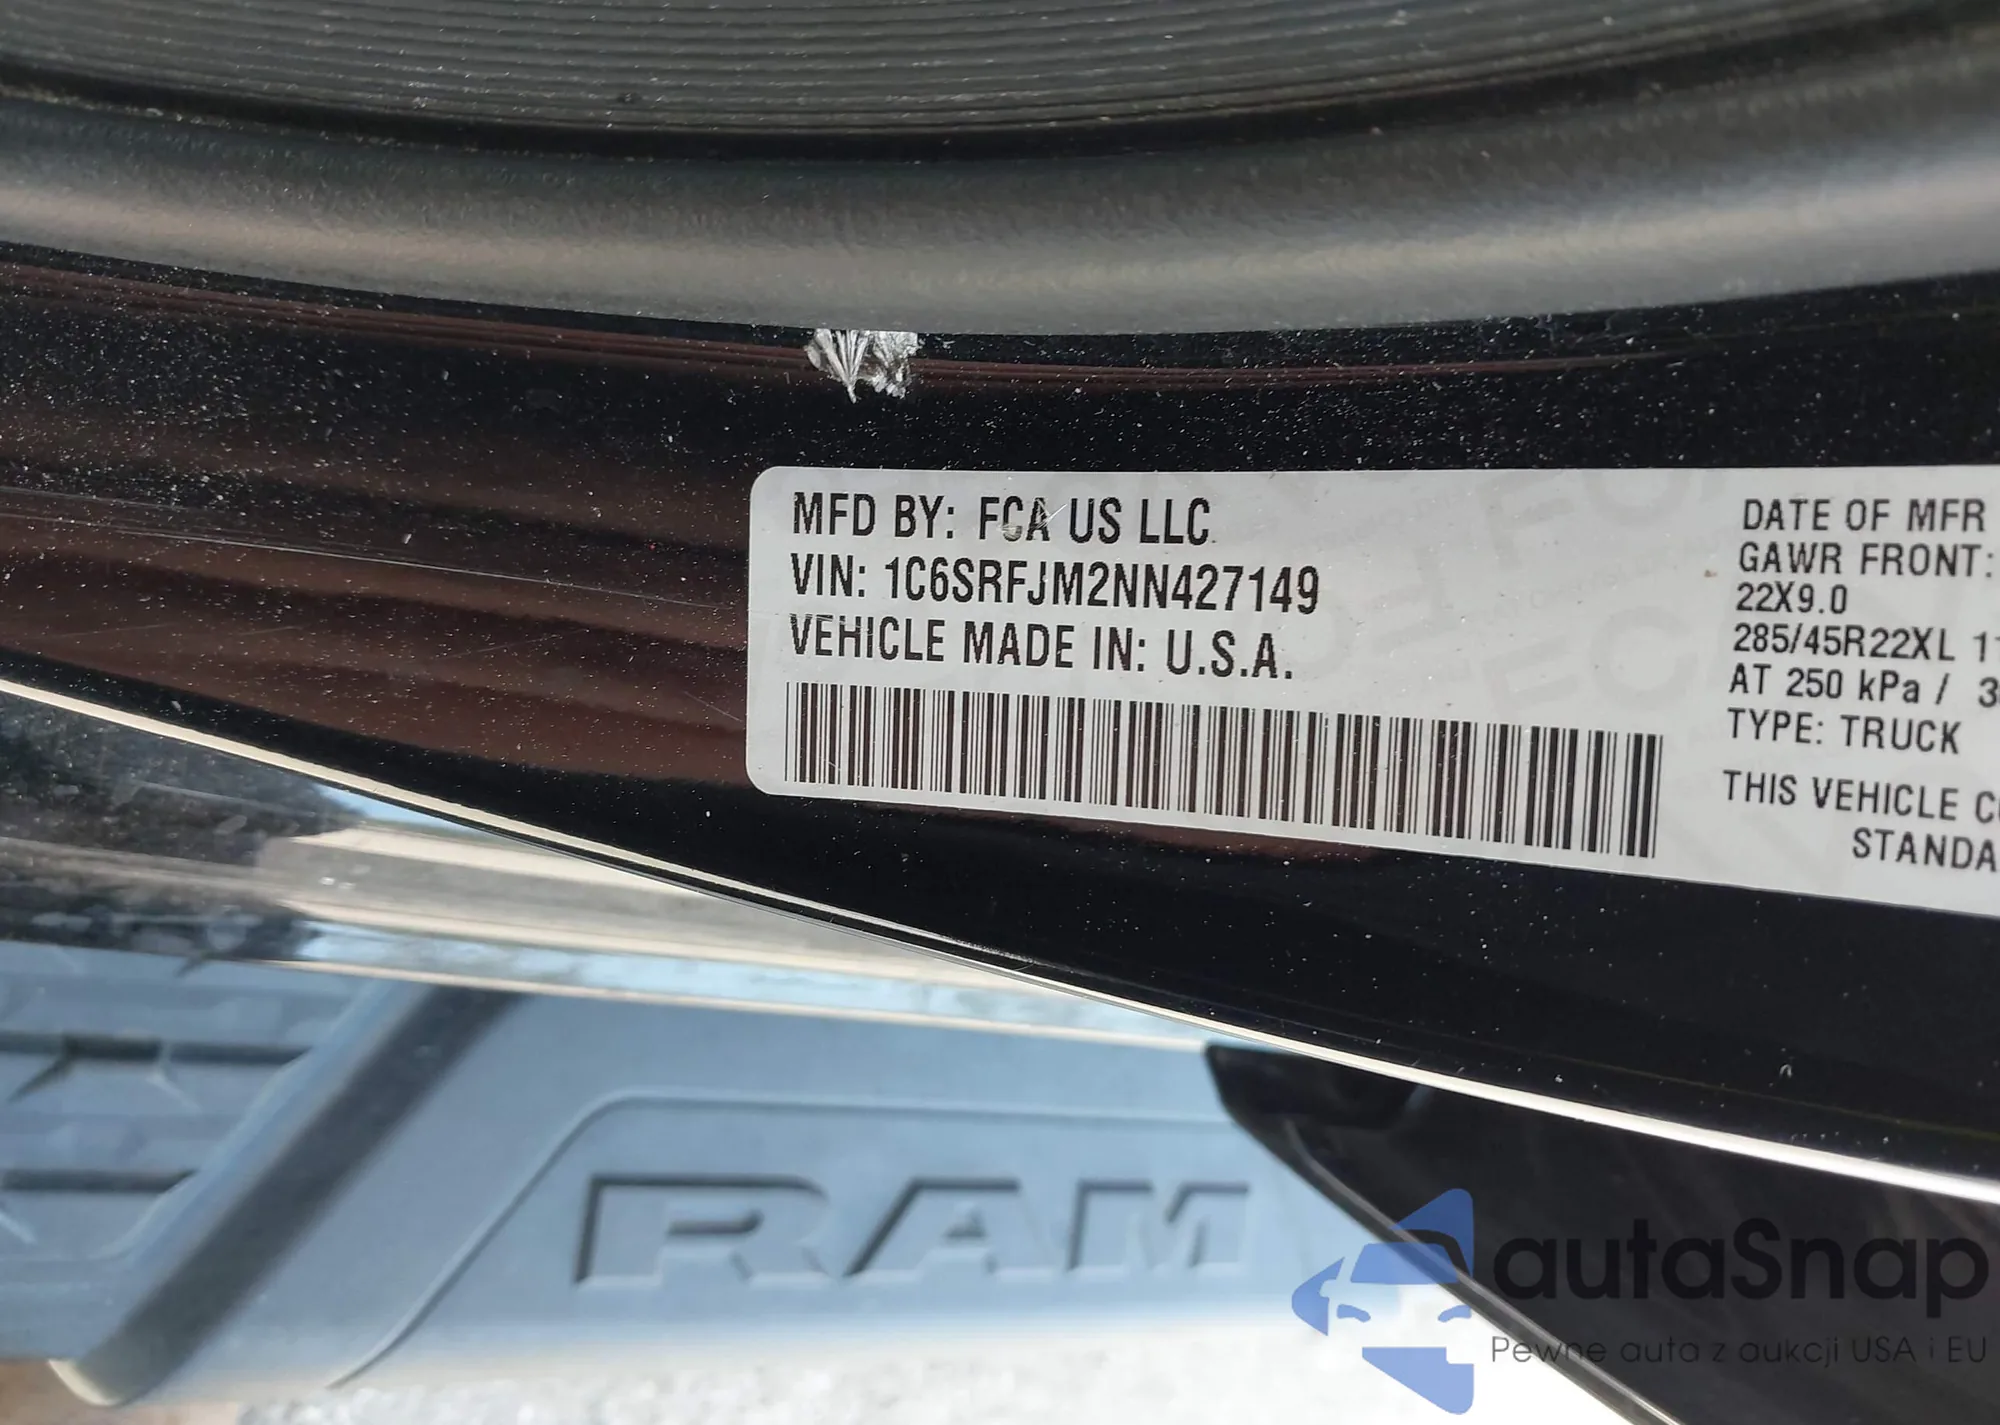 MFD BY: FCA US LLC
VIN: 1C6SRFJM2NN427149
VEHICLE MADE IN: U.S.A.
DATE OF MFR
GAWR FRONT:
22X9.0
285/45R22XL
AT 250 kPa /
TYPE: TRUCK
THIS VEHICLE
RAM
autaSnap
Pewne auta z aukcji USA i EU